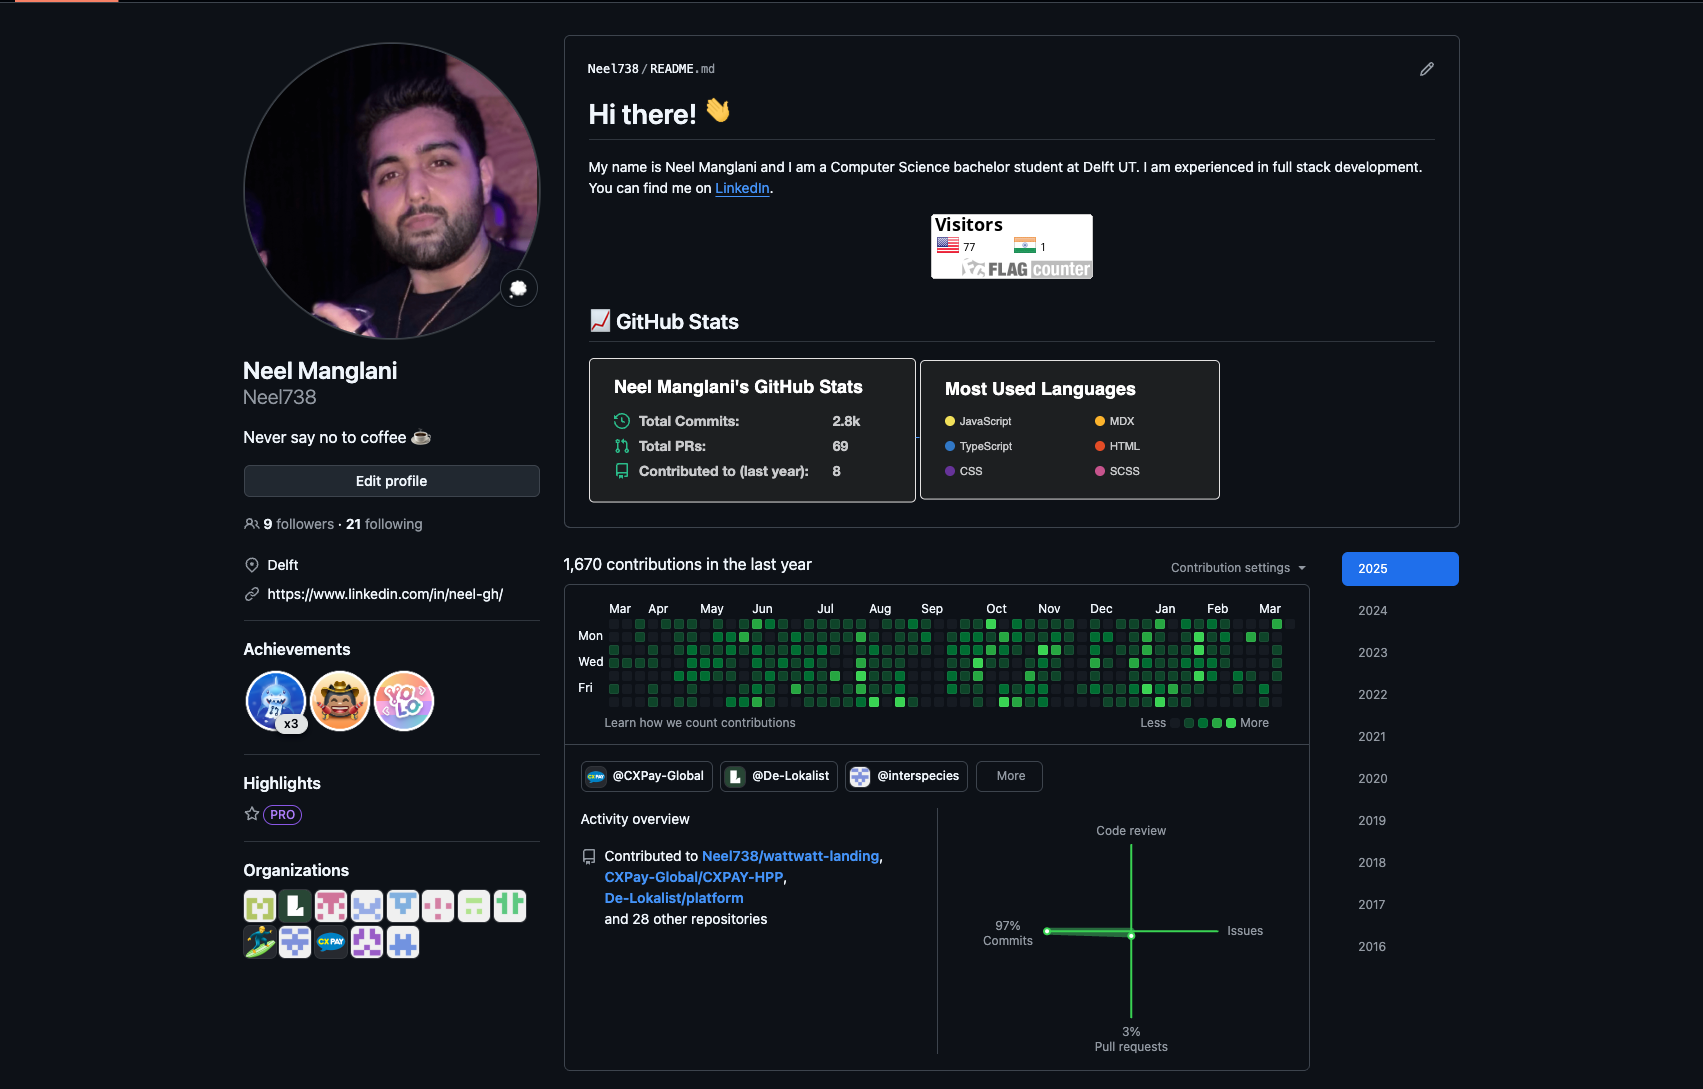 Neel738/README.md
Hi there! 👋
My name is Neel Manglani and I am a Computer Science bachelor student at Delft UT. I am experienced in full stack development.
You can find me on LinkedIn.
Visitors
77 1
FLAG counter
📈 GitHub Stats
Neel Manglani's GitHub Stats
Total Commits: 2.8k
Total PRs: 69
Contributed to (last year): 8
Most Used Languages
JavaScript MDX
TypeScript HTML
CSS SCSS
Neel Manglani
Neel738
Never say no to coffee ☕
Edit profile
9 followers · 21 following
Delft
https://www.linkedin.com/in/neel-gh/
Achievements
x3
YOLO
Highlights
PRO
Organizations
CX PAY
1,670 contributions in the last year
Contribution settings
Mar Apr May Jun Jul Aug Sep Oct Nov Dec Jan Feb Mar
Mon
Wed
Fri
Learn how we count contributions
Less More
CXPAY @CXPay-Global @De-Lokalist @interspecies More
Activity overview
Contributed to Neel738/wattwatt-landing,
CXPay-Global/CXPAY-HPP,
De-Lokalist/platform
and 28 other repositories
Code review
97%
Commits
Issues
3%
Pull requests
2025
2024
2023
2022
2021
2020
2019
2018
2017
2016